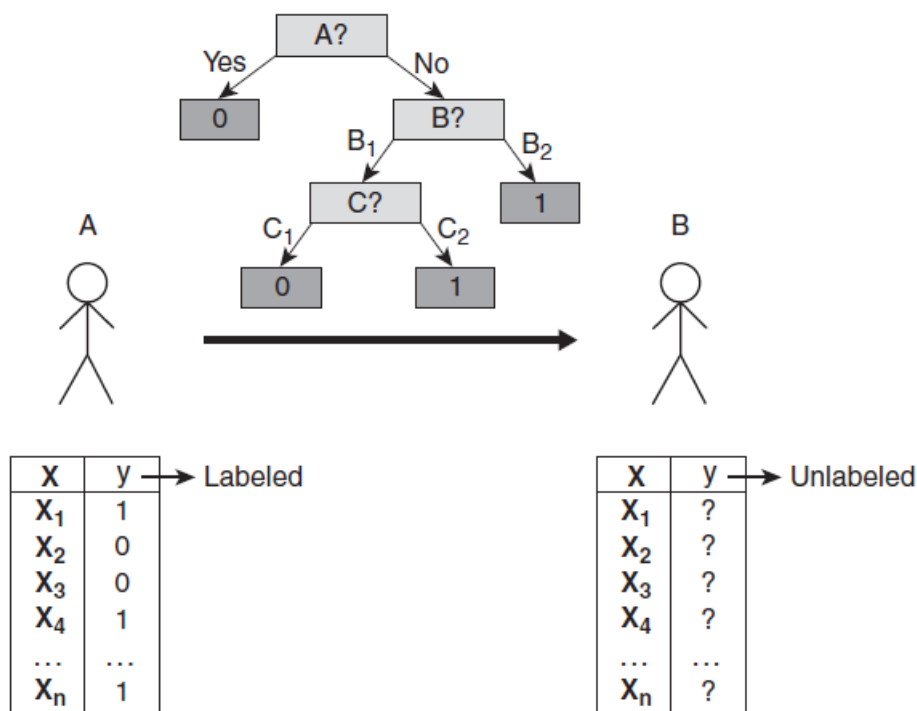 A?
Yes No
0 B?
B₁ B₂
C? 1
A C₁ C₂ B
0 1
X y → Labeled
X₁ 1
X₂ 0
X₃ 0
X₄ 1
... ...
Xₙ 1
X y → Unlabeled
X₁ ?
X₂ ?
X₃ ?
X₄ ?
... ...
Xₙ ?